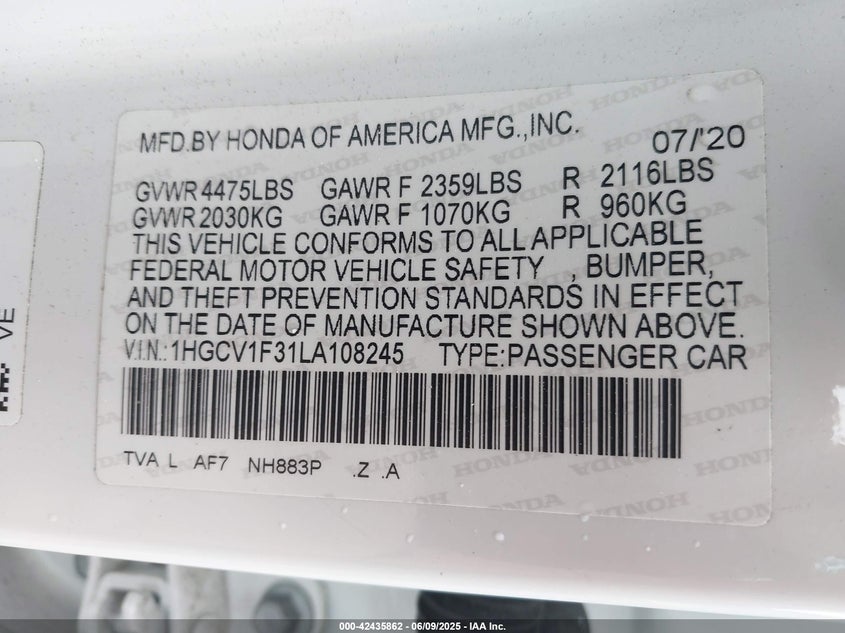 MFD.BY HONDA OF AMERICA MFG.,INC. 07/'20
GVWR 4475LBS GAWR F 2359LBS R 2116LBS
GVWR 2030KG GAWR F 1070KG R 960KG
THIS VEHICLE CONFORMS TO ALL APPLICABLE
FEDERAL MOTOR VEHICLE SAFETY , BUMPER,
AND THEFT PREVENTION STANDARDS IN EFFECT
ON THE DATE OF MANUFACTURE SHOWN ABOVE.
V.I.N.:1HGCV1F31LA108245 TYPE:PASSENGER CAR
TVA L AF7 NH883P .Z .A
VE
000-42435862 - 06/09/2025 - IAA Inc.